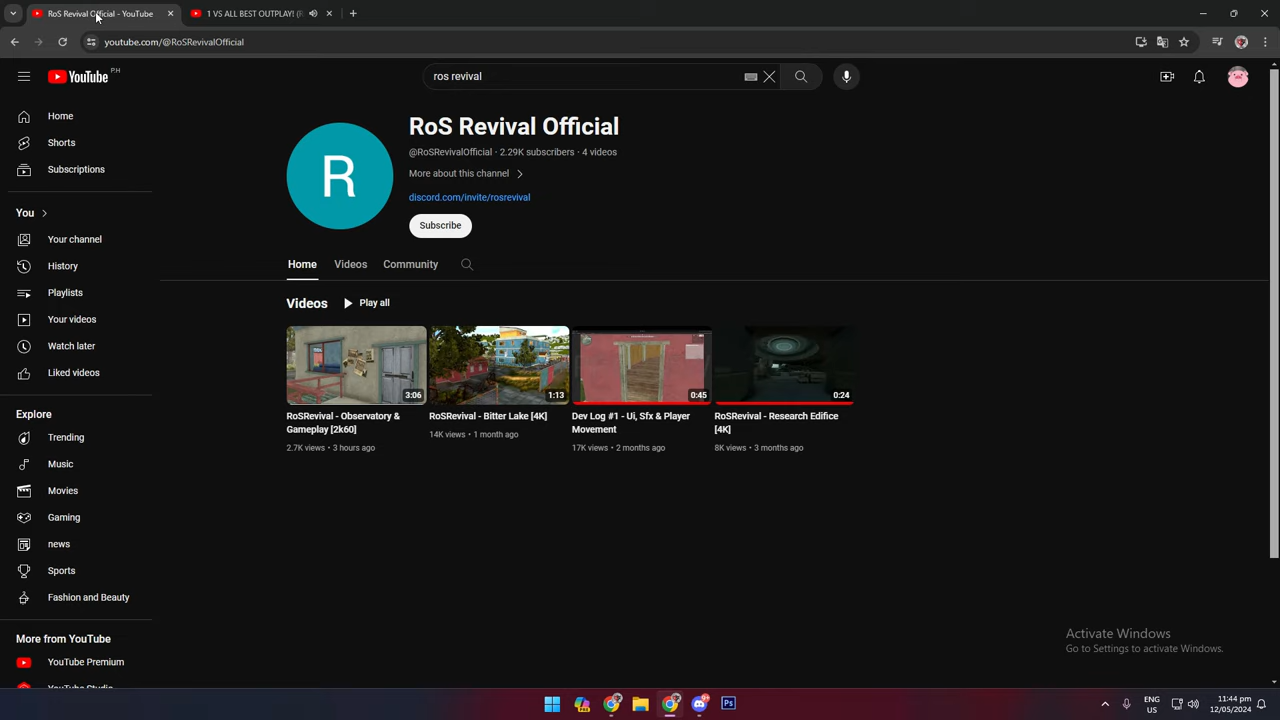 RoS Revival Official - YouTube
1 VS ALL BEST OUTPLAY! (R
youtube.com/@RoSRevivalOfficial
YouTube PH
ros revival
Home
Shorts
Subscriptions
You
Your channel
History
Playlists
Your videos
Watch later
Liked videos
Explore
Trending
Music
Movies
Gaming
news
Sports
Fashion and Beauty
More from YouTube
YouTube Premium
YouTube Studio
R
RoS Revival Official
@RoSRevivalOfficial · 2.29K subscribers · 4 videos
More about this channel
discord.com/invite/rosrevival
Subscribe
Home Videos Community
Videos Play all
3:06
1:13
0:45
0:24
RoSRevival - Observatory &
Gameplay [2k60]
2.7K views · 3 hours ago
RoSRevival - Bitter Lake [4K]
14K views · 1 month ago
Dev Log #1 - Ui, Sfx & Player
Movement
17K views · 2 months ago
RoSRevival - Research Edifice
[4K]
8K views · 3 months ago
Activate Windows
Go to Settings to activate Windows.
Ps
ENG
US
11:44 pm
12/05/2024